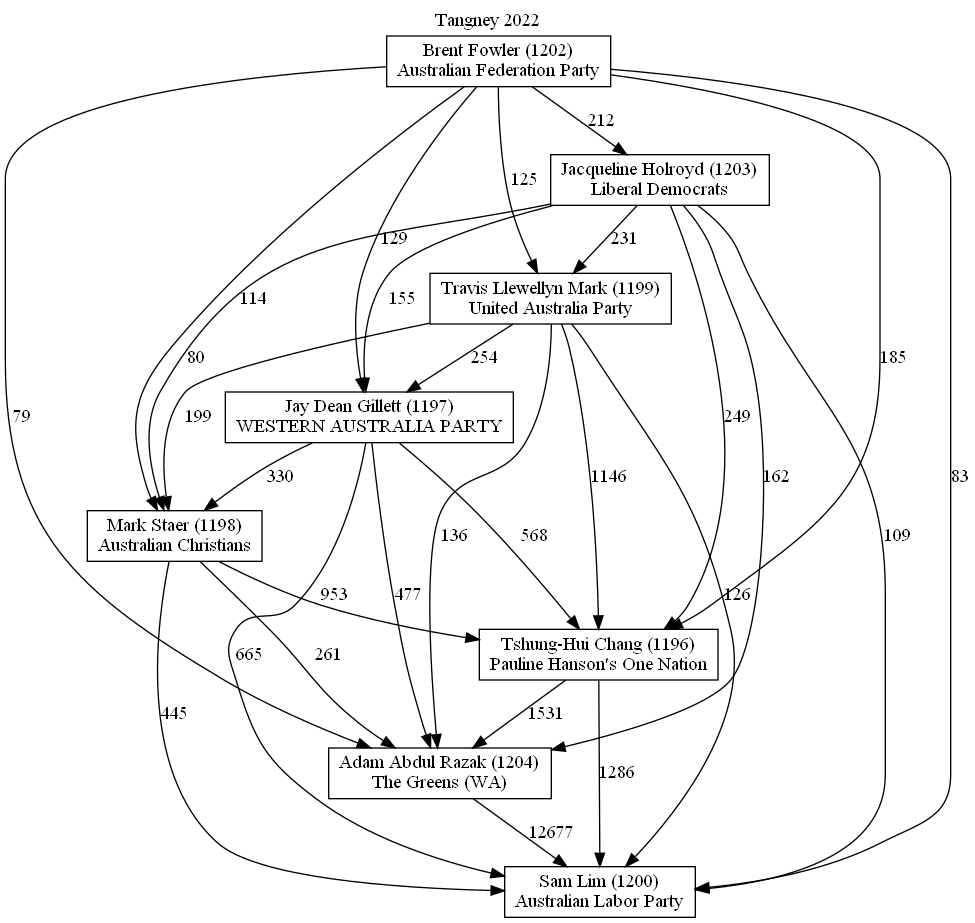 Tangney 2022
Brent Fowler (1202)
Australian Federation Party
212
Jacqueline Holroyd (1203)
Liberal Democrats
125
129
231
Travis Llewellyn Mark (1199)
United Australia Party
114
155
80
254
185
79
199
Jay Dean Gillett (1197)
WESTERN AUSTRALIA PARTY
249
330
1146
162
83
Mark Staer (1198)
Australian Christians
136
568
109
953
477
126
665
261
Tshung-Hui Chang (1196)
Pauline Hanson's One Nation
445
1531
Adam Abdul Razak (1204)
The Greens (WA)
1286
12677
Sam Lim (1200)
Australian Labor Party